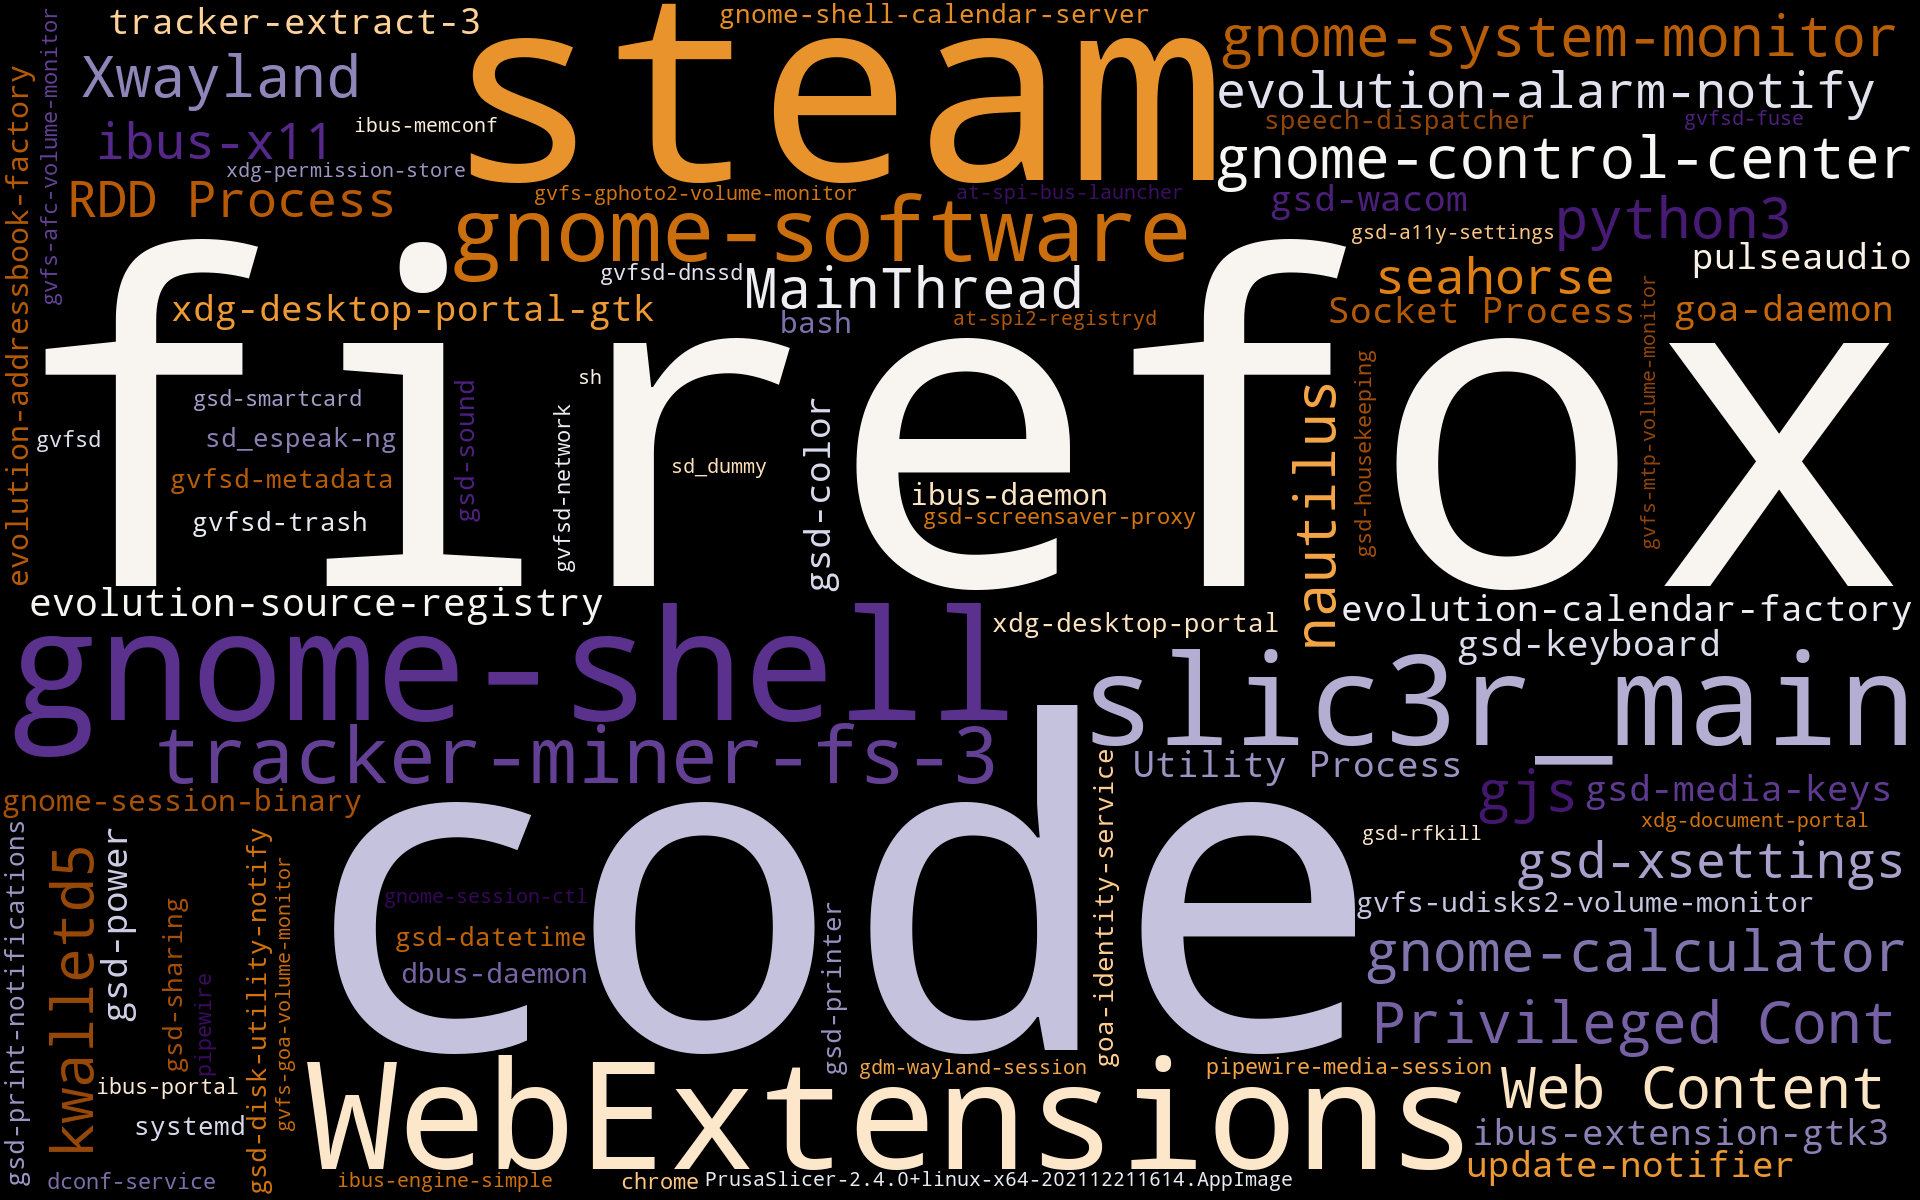 tracker-extract-3
gnome-shell-calendar-server
steam
gnome-system-monitor
Xwayland
evolution-alarm-notify
ibus-memconf
speech-dispatcher
gvfsd-fuse
ibus-x11
gnome-control-center
xdg-permission-store
RDD Process
gvfs-gphoto2-volume-monitor
at-spi-bus-launcher
gsd-wacom
python3
gnome-software
gsd-a11y-settings
pulseaudio
gvfs-afc-volume-monitor
evolution-addressbook-factory
gvfsd-dnssd
MainThread
seahorse
xdg-desktop-portal-gtk
bash
at-spi2-registryd
Socket Process
goa-daemon
firefox
sh
gsd-smartcard
gvfsd
sd_espeak-ng
gsd-sound
gvfsd-network
sd_dummy
gsd-color
gvfsd-metadata
gvfsd-trash
ibus-daemon
gsd-screensaver-proxy
nautilus
gsd-housekeeping
gvfs-mtp-volume-monitor
evolution-source-registry
xdg-desktop-portal
evolution-calendar-factory
gsd-keyboard
gnome-shell
slic3r_main
tracker-miner-fs-3
Utility Process
gnome-session-binary
gjs
gsd-media-keys
xdg-document-portal
gsd-rfkill
code
gsd-xsettings
gnome-session-ctl
gvfs-udisks2-volume-monitor
gsd-datetime
gnome-calculator
dbus-daemon
gsd-printer
goa-identity-service
gsd-print-notifications
kwalletd5
gsd-power
gsd-sharing
pipewire
gsd-disk-utility-notify
gvfs-goa-volume-monitor
Privileged Cont
ibus-portal
gdm-wayland-session
pipewire-media-session
WebExtensions
Web Content
systemd
ibus-extension-gtk3
update-notifier
dconf-service
ibus-engine-simple
chrome
PrusaSlicer-2.4.0+linux-x64-202112211614.AppImage